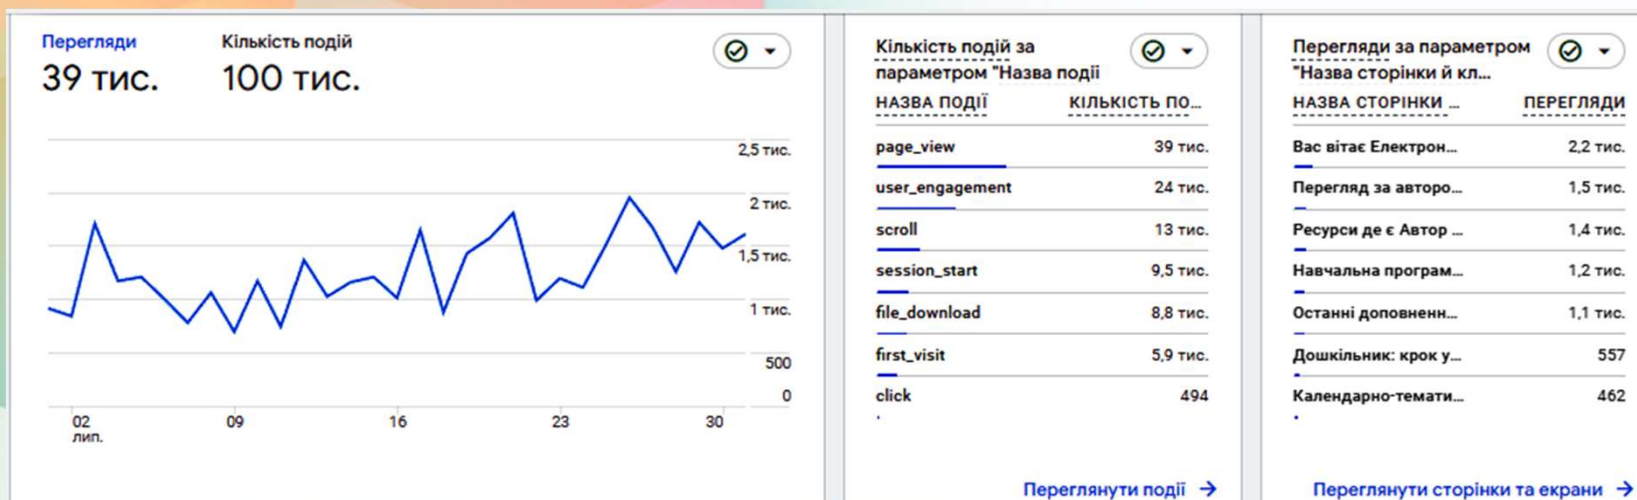 Перегляди
39 тис.
Кількість подій
100 тис.
2,5 тис.
2 тис.
1,5 тис.
1 тис.
500
0
02
лип.
09
16
23
30
Кількість подій за
параметром "Назва події
НАЗВА ПОДІЇ КІЛЬКІСТЬ ПО...
page_view 39 тис.
user_engagement 24 тис.
scroll 13 тис.
session_start 9,5 тис.
file_download 8,8 тис.
first_visit 5,9 тис.
click 494
Переглянути події →
Перегляди за параметром
"Назва сторінки й кл...
НАЗВА СТОРІНКИ ... ПЕРЕГЛЯДИ
Вас вітає Електрон... 2,2 тис.
Перегляд за авторо... 1,5 тис.
Ресурси де є Автор ... 1,4 тис.
Навчальна програм... 1,2 тис.
Останні доповненн... 1,1 тис.
Дошкільник: крок у... 557
Календарно-темати... 462
Переглянути сторінки та екрани →